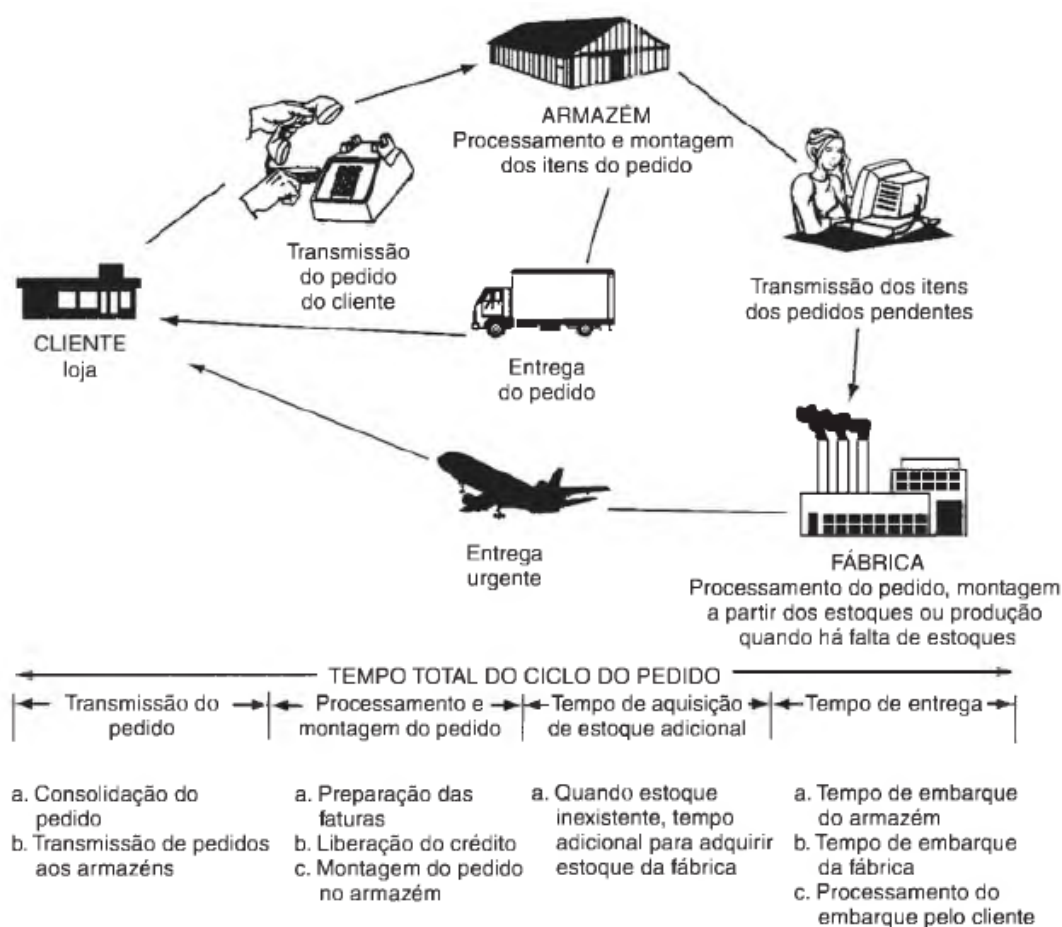 ARMAZÉM
Processamento e montagem
dos itens do pedido
Transmissão
do pedido
do cliente
Transmissão dos itens
dos pedidos pendentes
CLIENTE
loja
Entrega
do pedido
Entrega
urgente
FÁBRICA
Processamento do pedido, montagem
a partir dos estoques ou produção
quando há falta de estoques
TEMPO TOTAL DO CICLO DO PEDIDO
Transmissão do
pedido
Processamento e
montagem do pedido
Tempo de aquisição
de estoque adicional
Tempo de entrega
a. Consolidação do
pedido
b. Transmissão de pedidos
aos armazéns
a. Preparação das
faturas
b. Liberação do crédito
c. Montagem do pedido
no armazém
a. Quando estoque
inexistente, tempo
adicional para adquirir
estoque da fábrica
a. Tempo de embarque
do armazém
b. Tempo de embarque
da fábrica
c. Processamento do
embarque pelo cliente